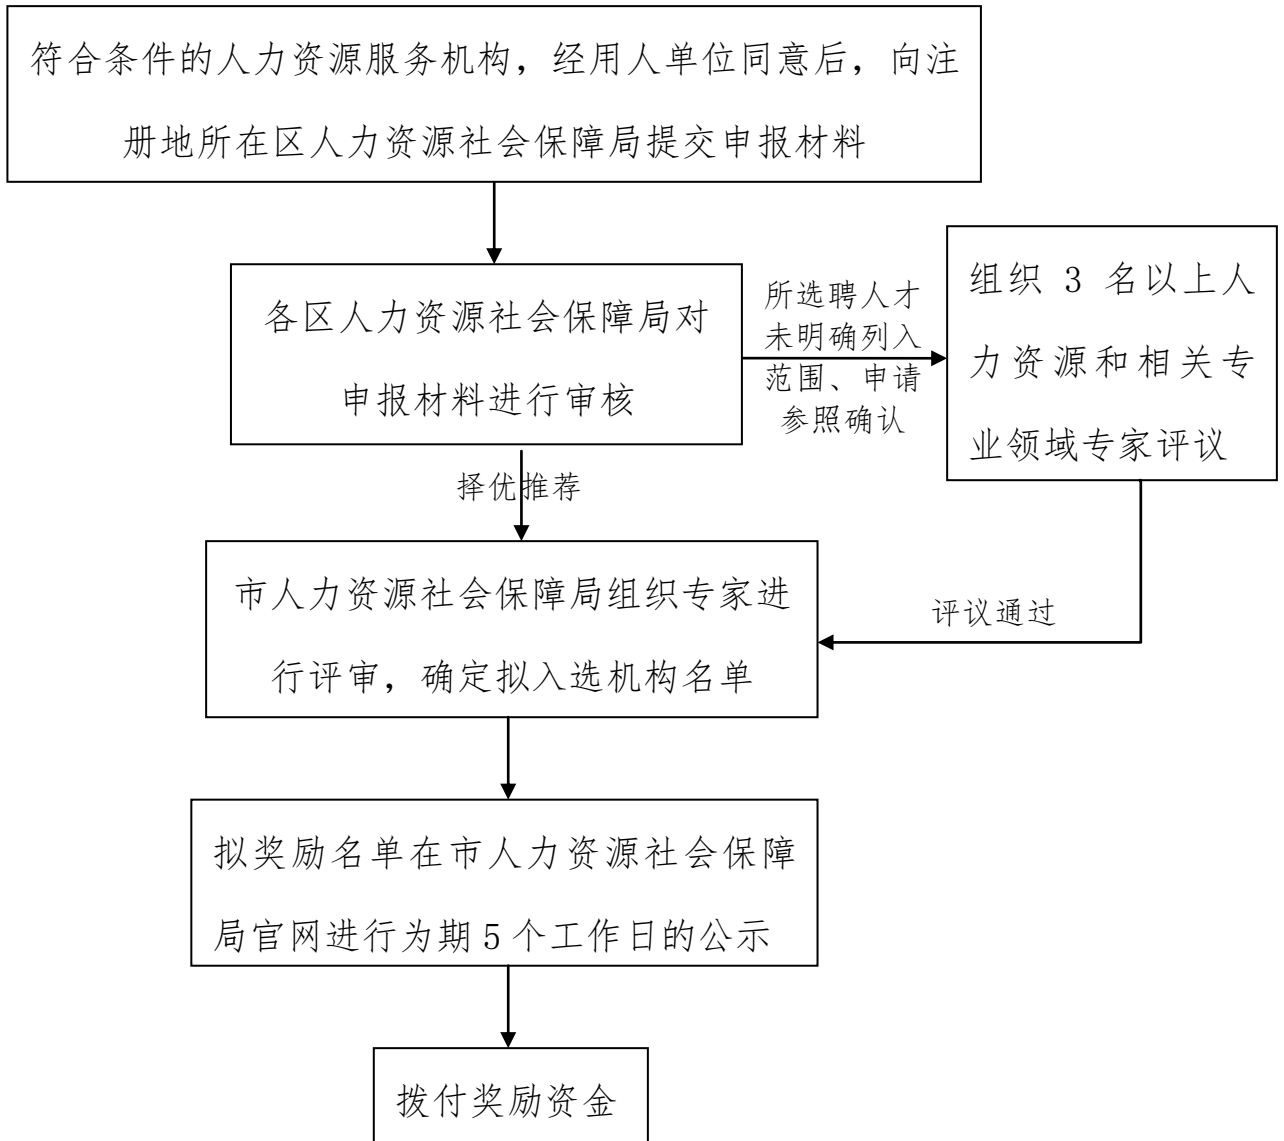 符合条件的人力资源服务机构，经用人单位同意后，向注
册地所在区人力资源社会保障局提交申报材料
各区人力资源社会保障局对
申报材料进行审核
所选聘人才
未明确列入
范围、申请
参照确认
组织 3 名以上人
力资源和相关专
业领域专家评议
择优推荐
市人力资源社会保障局组织专家进
行评审，确定拟入选机构名单
评议通过
拟奖励名单在市人力资源社会保障
局官网进行为期 5 个工作日的公示
拨付奖励资金